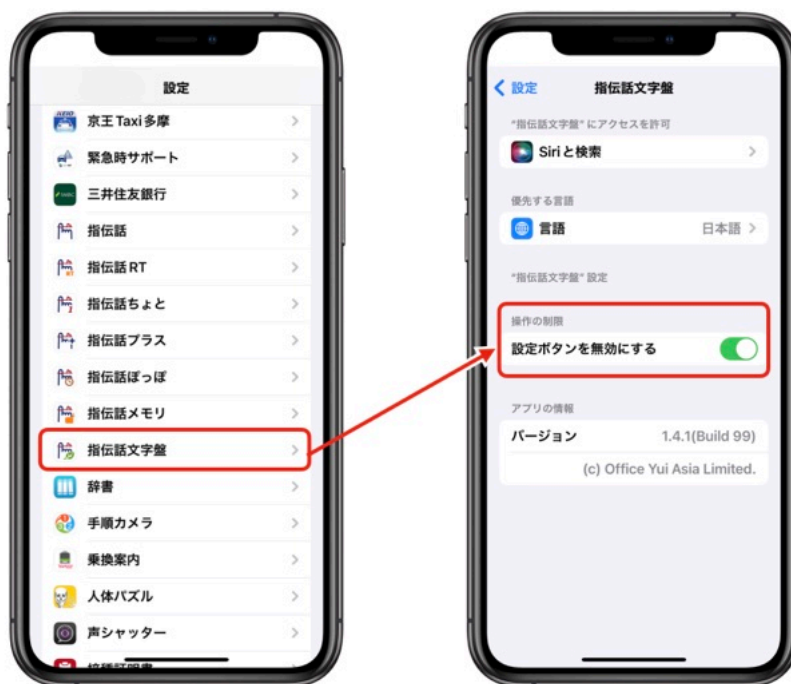 設定
京王Taxi多摩
緊急時サポート
三井住友銀行
指伝話
指伝話RT
指伝話ちょと
指伝話プラス
指伝話ぽっぽ
指伝話メモリ
指伝話文字盤
辞書
手順カメラ
乗換案内
人体パズル
声シャッター
設定
指伝話文字盤
"指伝話文字盤"にアクセスを許可
Siriと検索
優先する言語
言語 日本語
"指伝話文字盤"設定
操作の制限
設定ボタンを無効にする
アプリの情報
バージョン 1.4.1(Build 99)
(c) Office Yui Asia Limited.